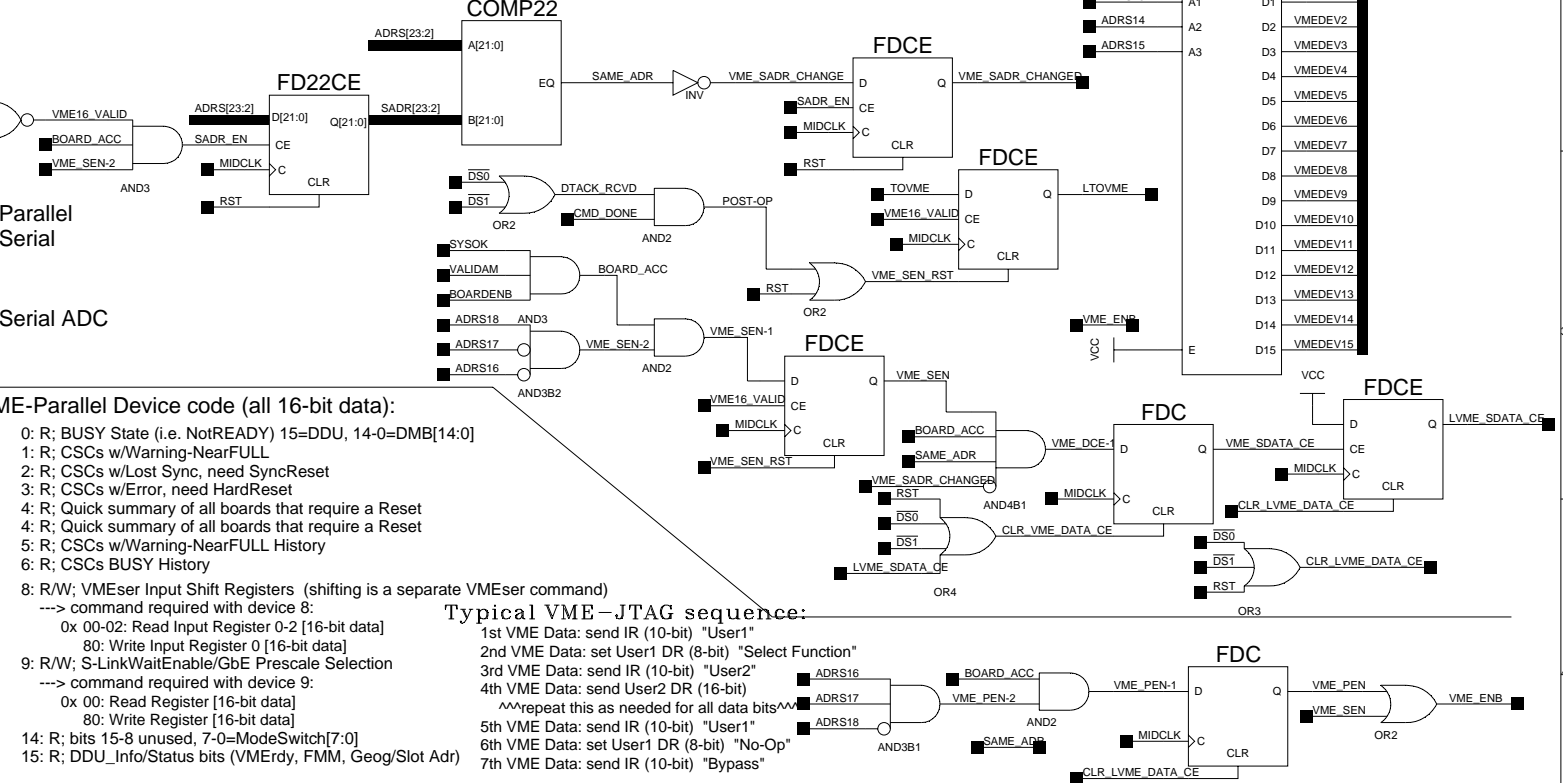 COMP22
ADRS[23:2]
A[21:0]
EQ
B[21:0]
SAME_ADR
INV
VME_SADR_CHANGE
FDCE
D
Q
VME_SADR_CHANGED
SADR_EN
CE
MIDCLK
C
CLR
RST
A1
ADRS14
A2
ADRS15
A3
D1
D2
VMEDEV2
D3
VMEDEV3
D4
VMEDEV4
D5
VMEDEV5
D6
VMEDEV6
D7
VMEDEV7
D8
VMEDEV8
D9
VMEDEV9
D10
VMEDEV10
D11
VMEDEV11
D12
VMEDEV12
D13
VMEDEV13
D14
VMEDEV14
D15
VMEDEV15
VME_ENB
VCC
E
FD22CE
VME16_VALID
BOARD_ACC
VME_SEN-2
AND3
SADR_EN
ADRS[23:2]
D[21:0]
Q[21:0]
SADR[23:2]
CE
MIDCLK
C
CLR
RST
Parallel
Serial
Serial ADC
DS0
DS1
OR2
DTACK_RCVD
CMD_DONE
AND2
POST-OP
RST
OR2
VME_SEN_RST
FDCE
TOVME
D
Q
LTOVME
VME16_VALID
CE
MIDCLK
C
CLR
SYSOK
VALIDAM
BOARDENB
AND3
BOARD_ACC
ADRS18
ADRS17
ADRS16
AND3B2
VME_SEN-2
AND2
VME_SEN-1
FDCE
D
Q
VME_SEN
VME16_VALID
CE
MIDCLK
C
CLR
VME_SEN_RST
BOARD_ACC
SAME_ADR
VME_SADR_CHANGED
AND4B1
VME_DCE-1
RST
DS0
DS1
LVME_SDATA_CE
OR4
CLR_VME_DATA_CE
FDC
D
Q
VME_SDATA_CE
MIDCLK
C
CLR
VCC
FDCE
D
Q
LVME_SDATA_CE
CE
MIDCLK
C
CLR
CLR_LVME_DATA_CE
DS0
DS1
RST
OR3
CLR_LVME_DATA_CE
ME-Parallel Device code (all 16-bit data):
0: R; BUSY State (i.e. NotREADY) 15=DDU, 14-0=DMB[14:0]
1: R; CSCs w/Warning-NearFULL
2: R; CSCs w/Lost Sync, need SyncReset
3: R; CSCs w/Error, need HardReset
4: R; Quick summary of all boards that require a Reset
4: R; Quick summary of all boards that require a Reset
5: R; CSCs w/Warning-NearFULL History
6: R; CSCs BUSY History
8: R/W; VMEser Input Shift Registers (shifting is a separate VMEser command)
---> command required with device 8:
0x 00-02: Read Input Register 0-2 [16-bit data]
80: Write Input Register 0 [16-bit data]
9: R/W; S-LinkWaitEnable/GbE Prescale Selection
---> command required with device 9:
0x 00: Read Register [16-bit data]
80: Write Register [16-bit data]
14: R; bits 15-8 unused, 7-0=ModeSwitch[7:0]
15: R; DDU_Info/Status bits (VMErdy, FMM, Geog/Slot Adr)
Typical VME-JTAG sequence:
1st VME Data: send IR (10-bit) "User1"
2nd VME Data: set User1 DR (8-bit) "Select Function"
3rd VME Data: send IR (10-bit) "User2"
4th VME Data: send User2 DR (16-bit)
^^^repeat this as needed for all data bits^^^
5th VME Data: send IR (10-bit) "User1"
6th VME Data: set User1 DR (8-bit) "No-Op"
7th VME Data: send IR (10-bit) "Bypass"
ADRS16
ADRS17
ADRS18
AND3B1
VME_PEN-2
BOARD_ACC
AND2
VME_PEN-1
SAME_ADR
FDC
D
Q
VME_PEN
MIDCLK
C
CLR
CLR_LVME_DATA_CE
VME_SEN
OR2
VME_ENB